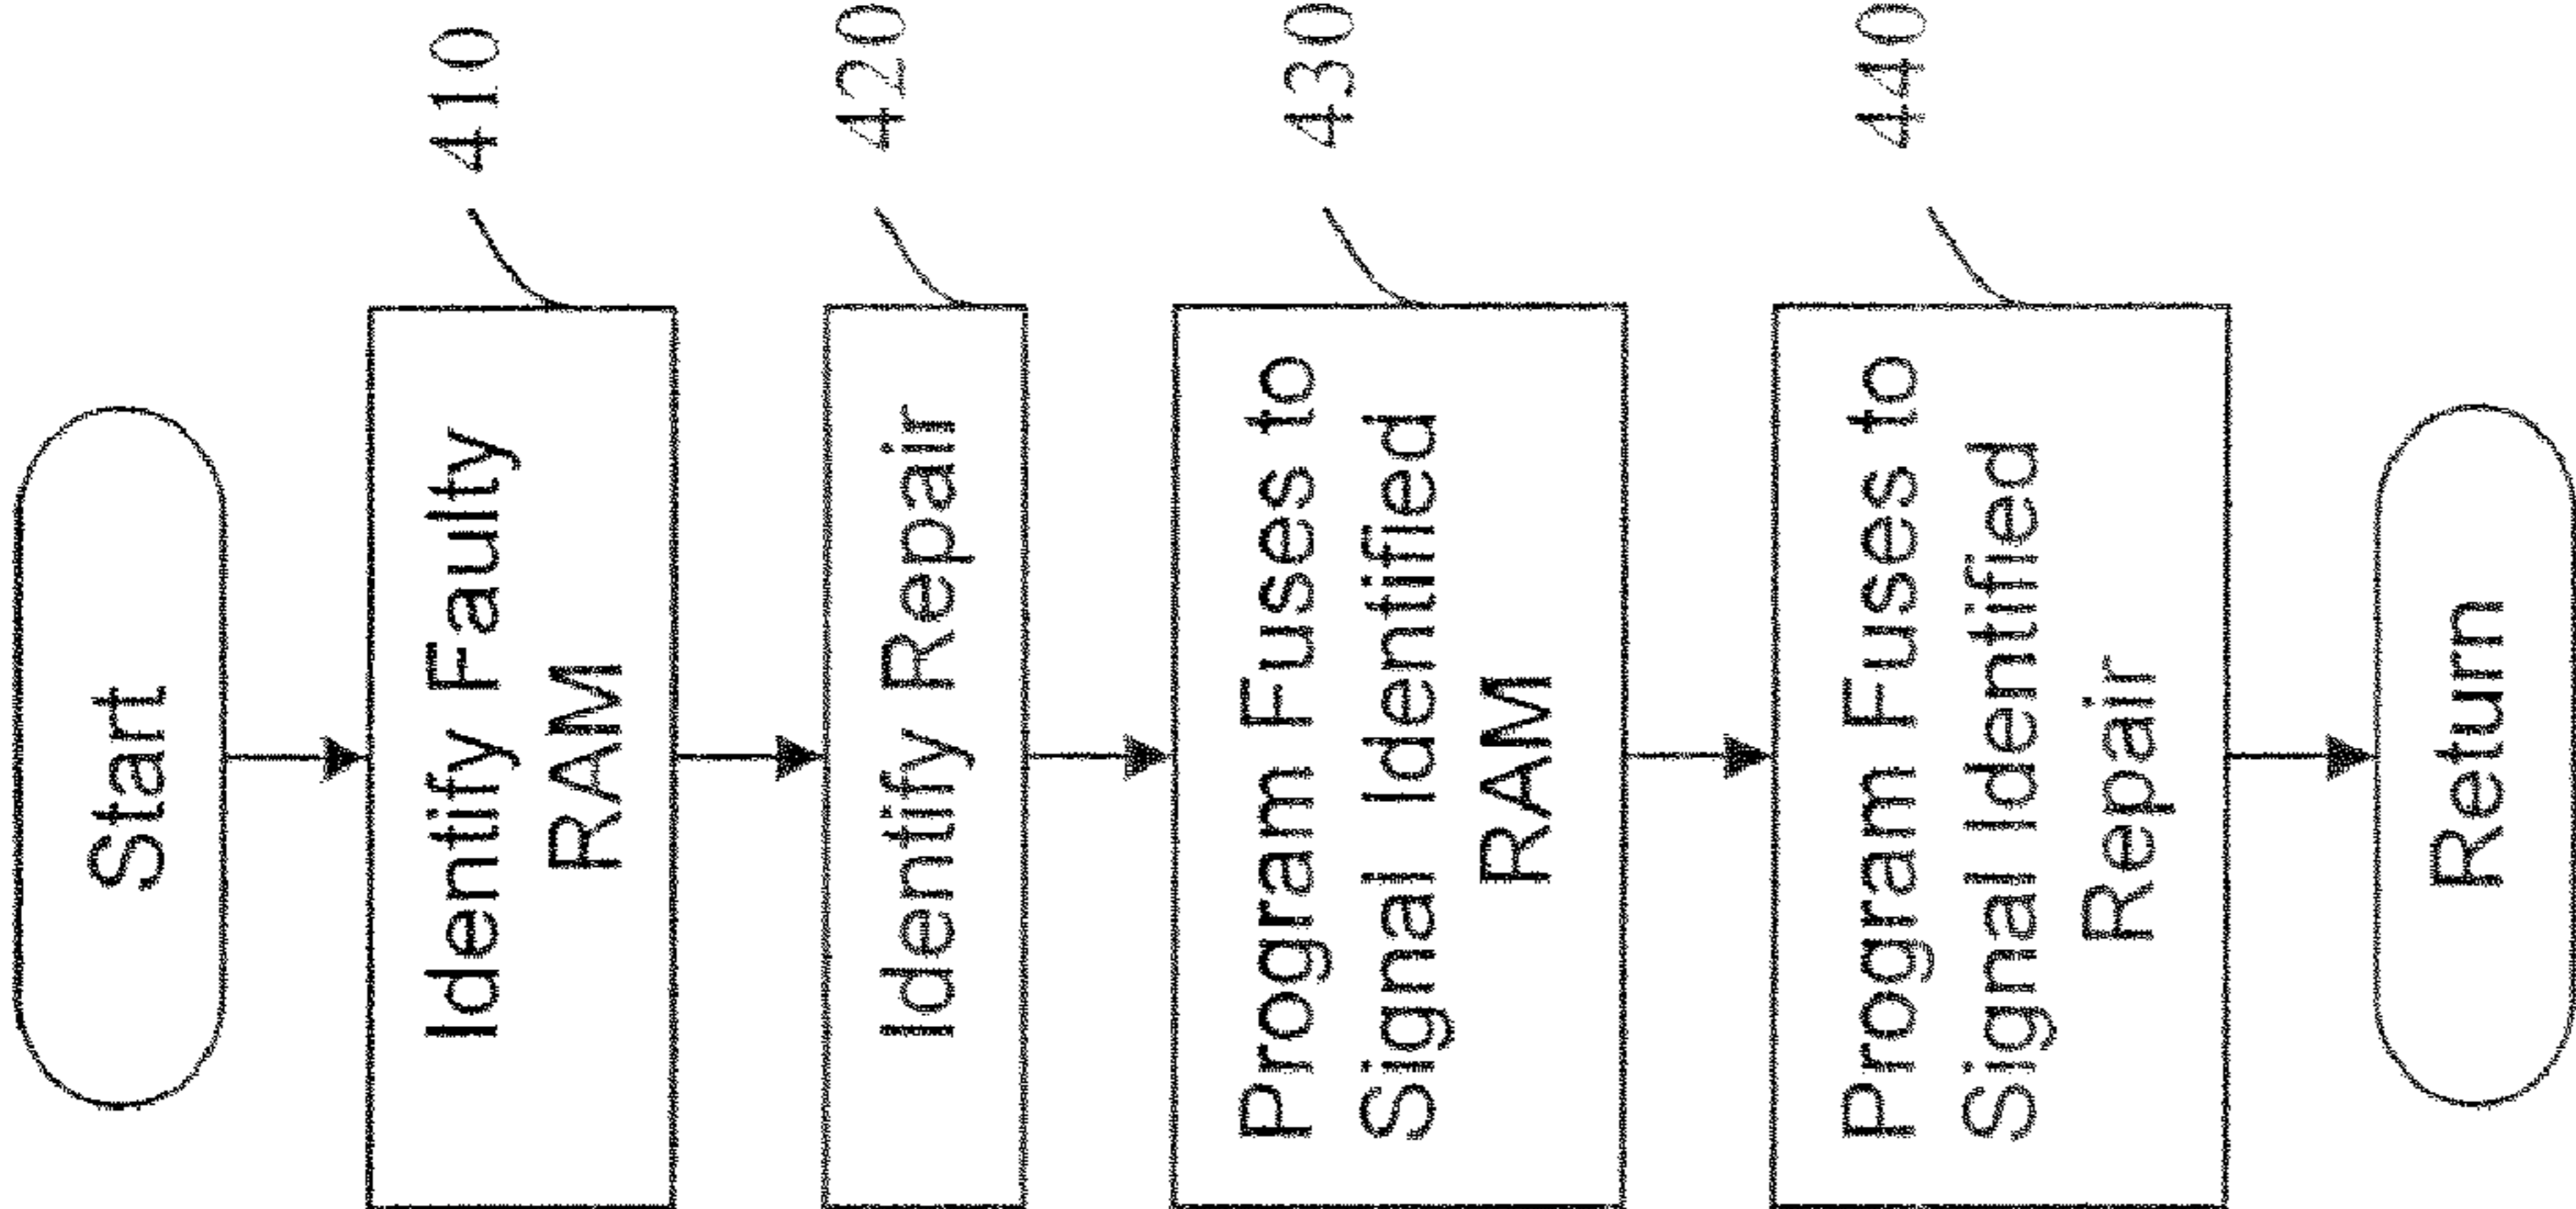 Start
Identify Faulty
RAM
410
Identify Repair
420
Program Fuses to
Signal Identified
RAM
430
Program Fuses to
Signal Identified
Repair
440
Return